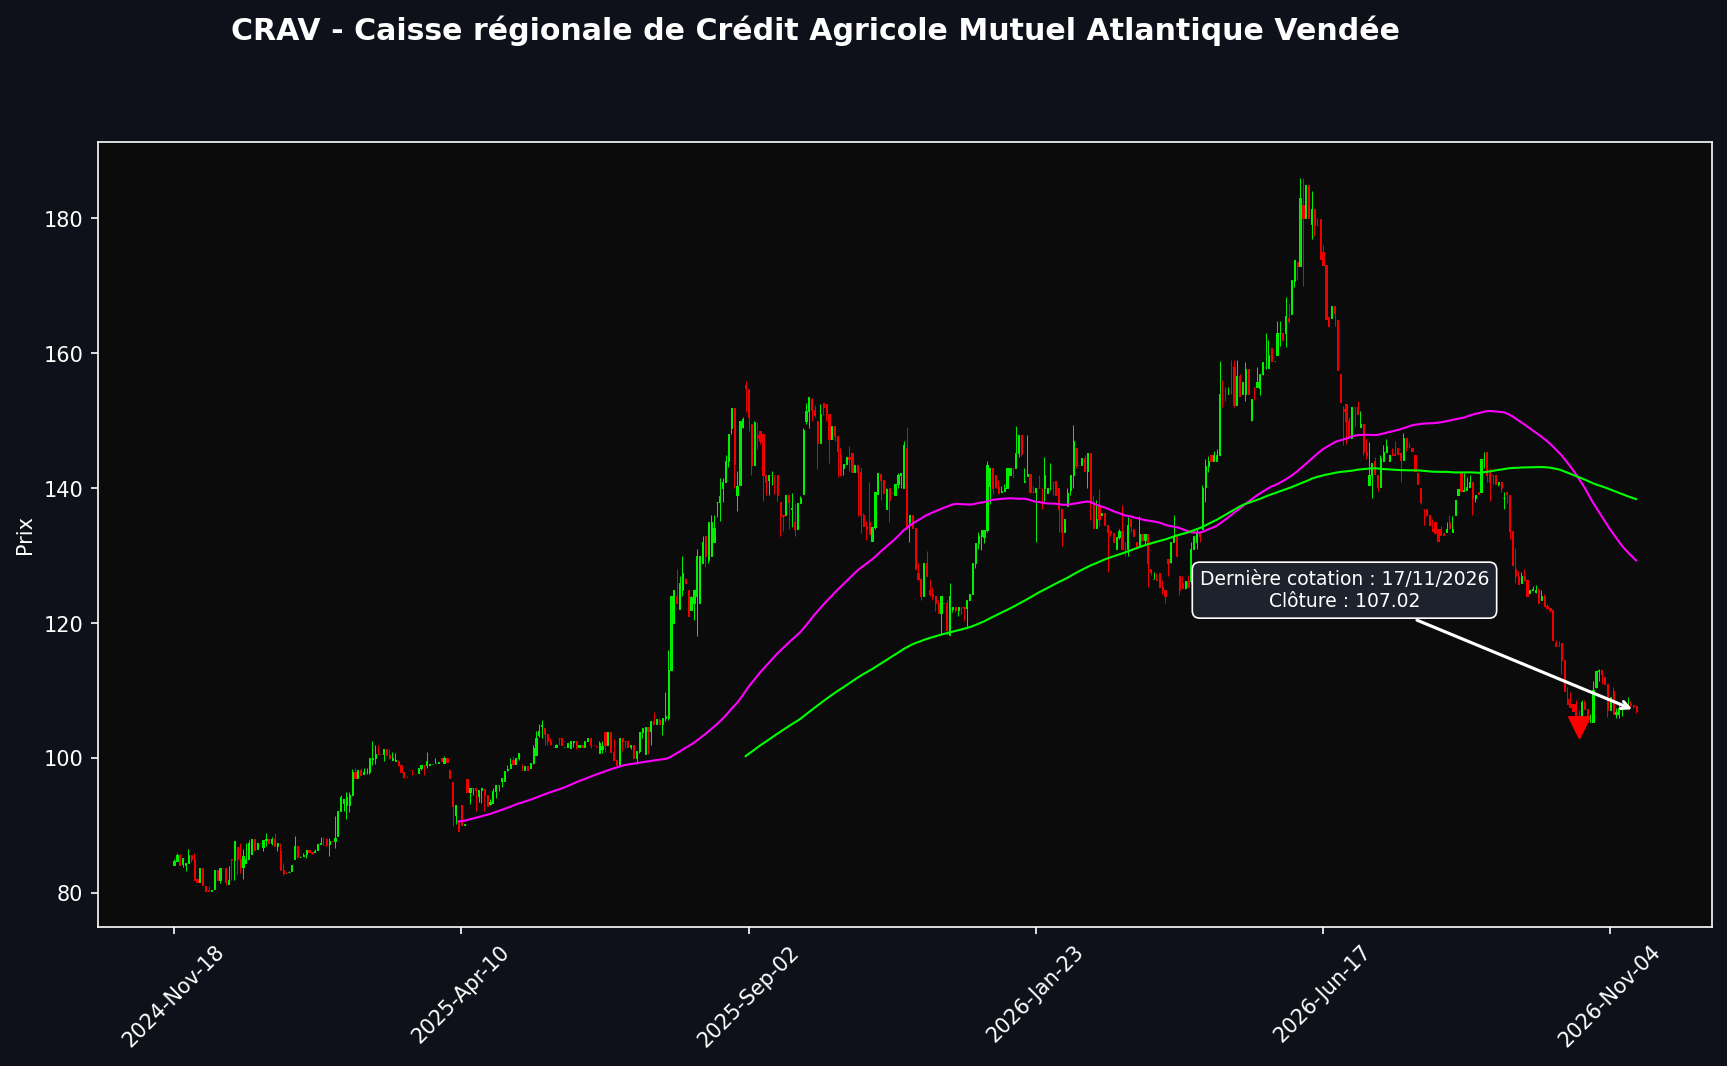 CRAV - Caisse régionale de Crédit Agricole Mutuel Atlantique Vendée
Prix
180
160
140
120
100
80
Dernière cotation : 17/11/2026
Clôture : 107.02
2024-Nov-18
2025-Apr-10
2025-Sep-02
2026-Jan-23
2026-Jun-17
2026-Nov-04